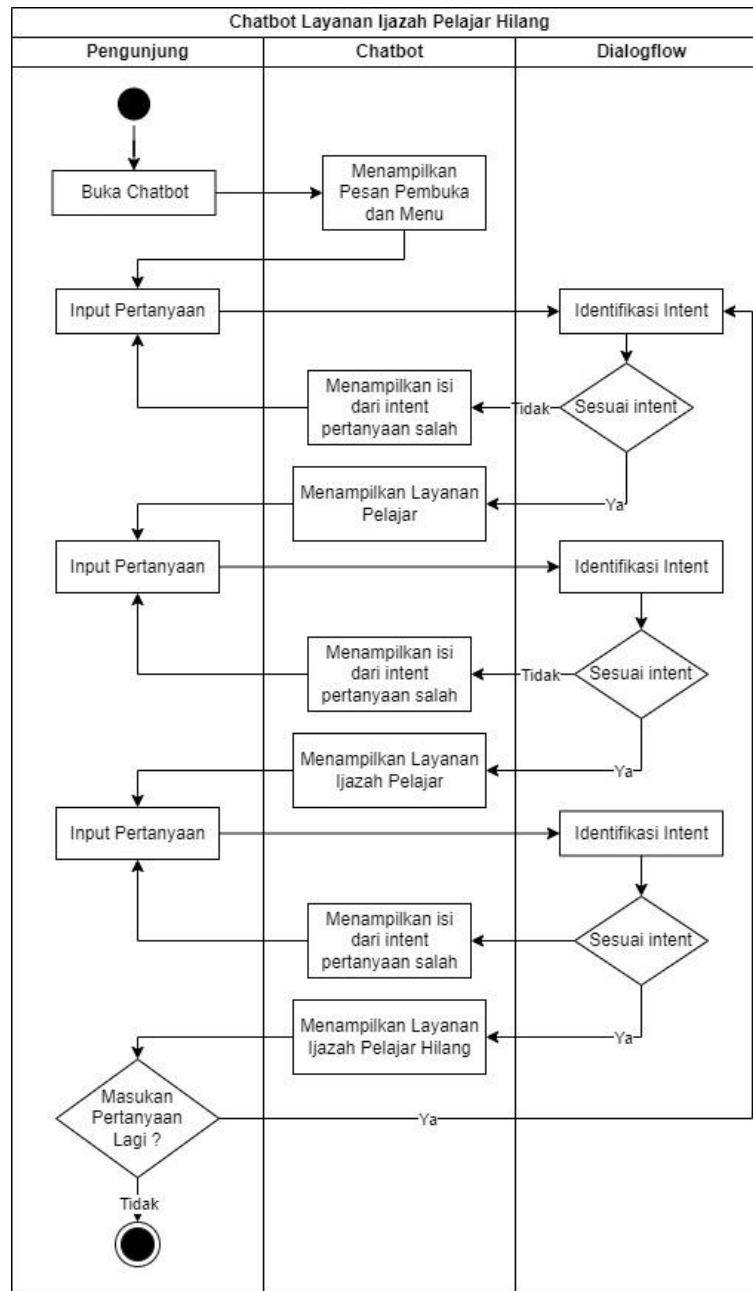 Chatbot Layanan Ijazah Pelajar Hilang
Pengunjung
Chatbot
Dialogflow
Buka Chatbot
Menampilkan
Pesan Pembuka
dan Menu
Input Pertanyaan
Identifikasi Intent
Sesuai intent
Tidak
Menampilkan isi
dari intent
pertanyaan salah
Ya
Menampilkan Layanan
Pelajar
Input Pertanyaan
Identifikasi Intent
Sesuai intent
Tidak
Menampilkan isi
dari intent
pertanyaan salah
Ya
Menampilkan Layanan
Ijazah Pelajar
Input Pertanyaan
Identifikasi Intent
Sesuai intent
Menampilkan isi
dari intent
pertanyaan salah
Ya
Menampilkan Layanan
Ijazah Pelajar Hilang
Masukan
Pertanyaan
Lagi ?
Ya
Tidak